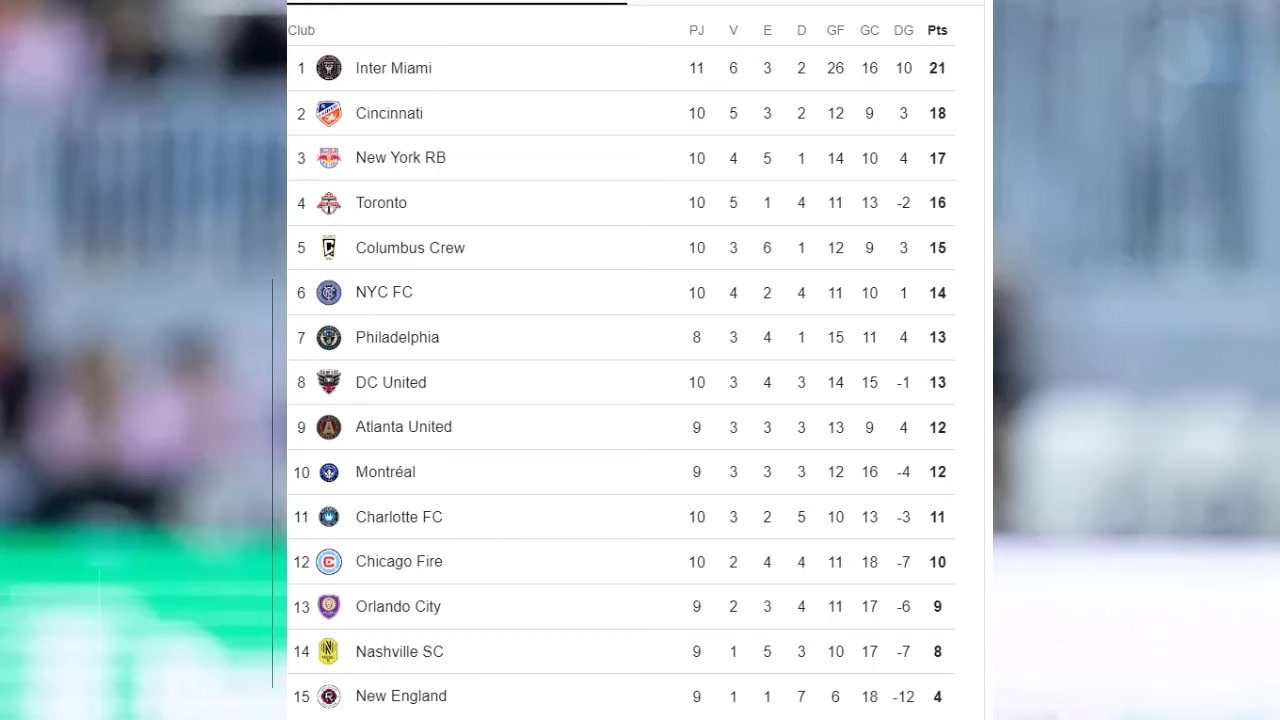 Club PJ V E D GF GC DG Pts
1 Inter Miami 11 6 3 2 26 16 10 21
2 Cincinnati 10 5 3 2 12 9 3 18
3 New York RB 10 4 5 1 14 10 4 17
4 Toronto 10 5 1 4 11 13 -2 16
5 Columbus Crew 10 3 6 1 12 9 3 15
6 NYC FC 10 4 2 4 11 10 1 14
7 Philadelphia 8 3 4 1 15 11 4 13
8 DC United 10 3 4 3 14 15 -1 13
9 Atlanta United 9 3 3 3 13 9 4 12
10 Montréal 9 3 3 3 12 16 -4 12
11 Charlotte FC 10 3 2 5 10 13 -3 11
12 Chicago Fire 10 2 4 4 11 18 -7 10
13 Orlando City 9 2 3 4 11 17 -6 9
14 Nashville SC 9 1 5 3 10 17 -7 8
15 New England 9 1 1 7 6 18 -12 4